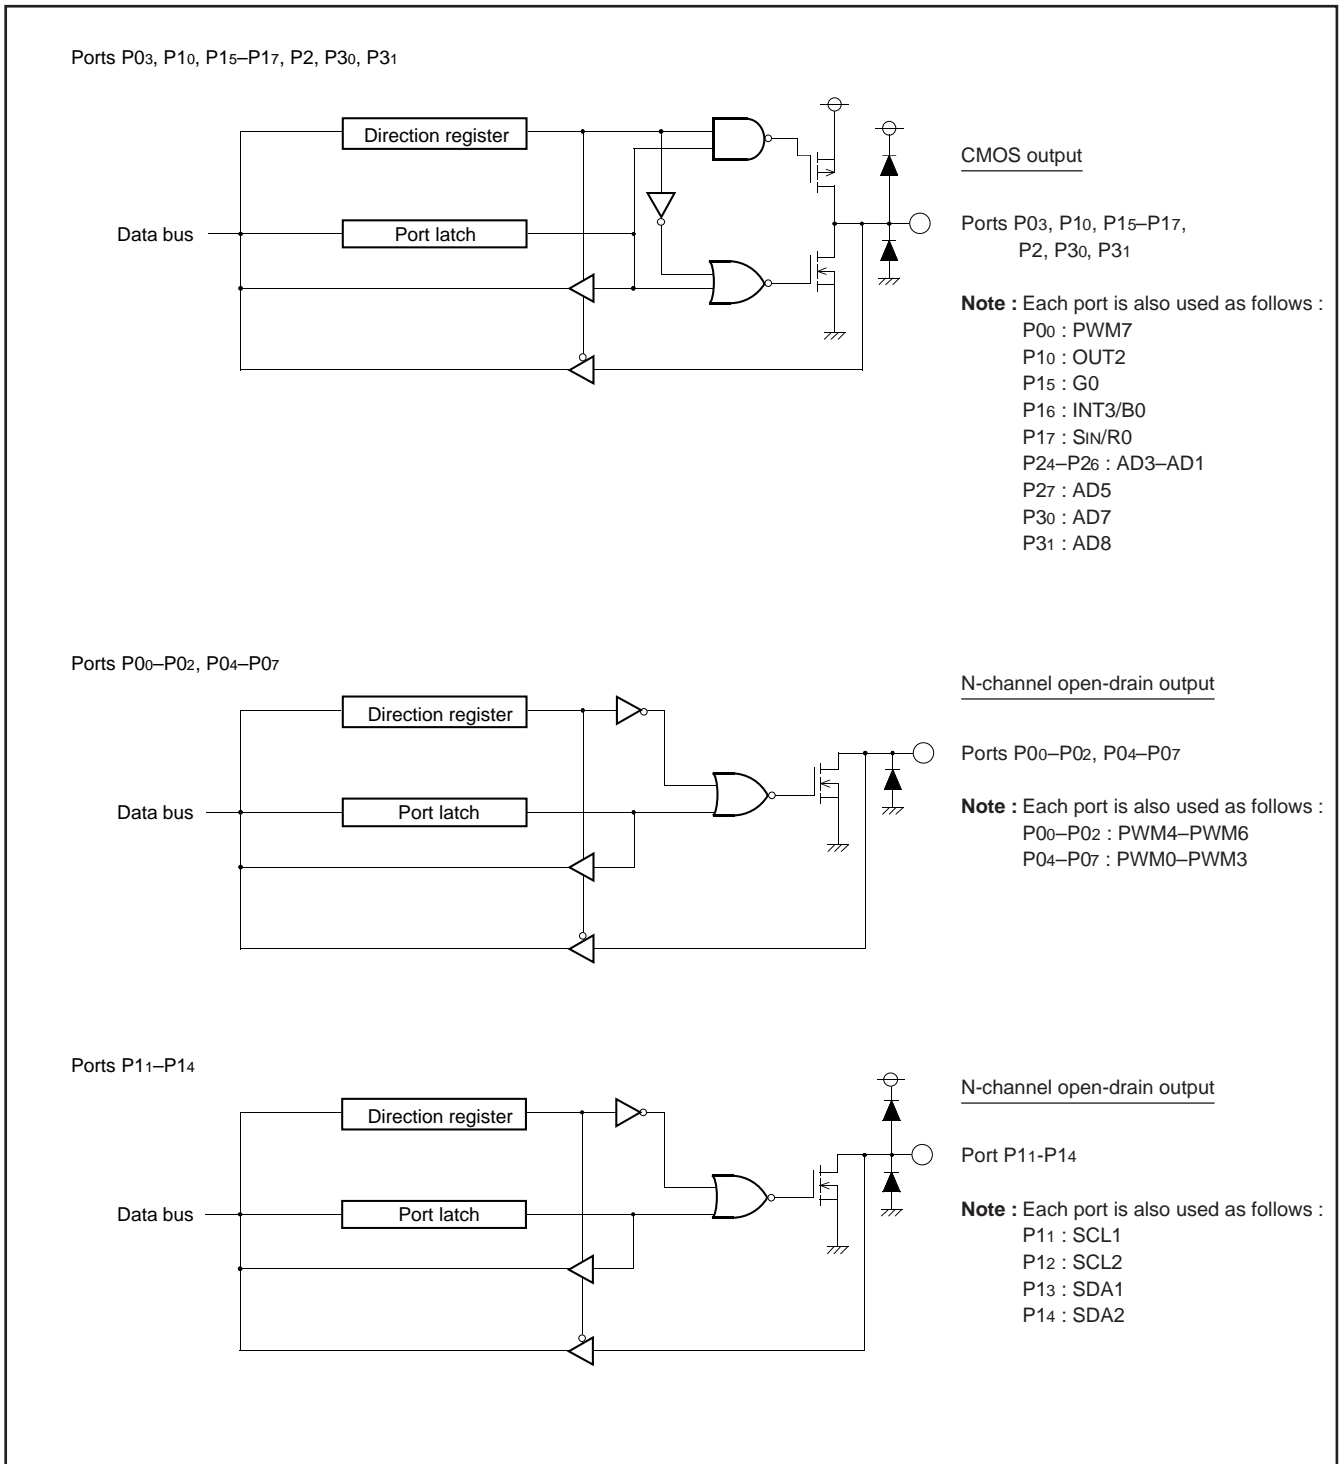 Ports P03, P10, P15–P17, P2, P30, P31
Direction register
Data bus
Port latch
CMOS output
Ports P03, P10, P15–P17,
P2, P30, P31
Note : Each port is also used as follows :
P00 : PWM7
P10 : OUT2
P15 : G0
P16 : INT3/B0
P17 : SIN/R0
P24–P26 : AD3–AD1
P27 : AD5
P30 : AD7
P31 : AD8
Ports P00–P02, P04–P07
Direction register
Data bus
Port latch
N-channel open-drain output
Ports P00–P02, P04–P07
Note : Each port is also used as follows :
P00–P02 : PWM4–PWM6
P04–P07 : PWM0–PWM3
Ports P11–P14
Direction register
Data bus
Port latch
N-channel open-drain output
Port P11-P14
Note : Each port is also used as follows :
P11 : SCL1
P12 : SCL2
P13 : SDA1
P14 : SDA2